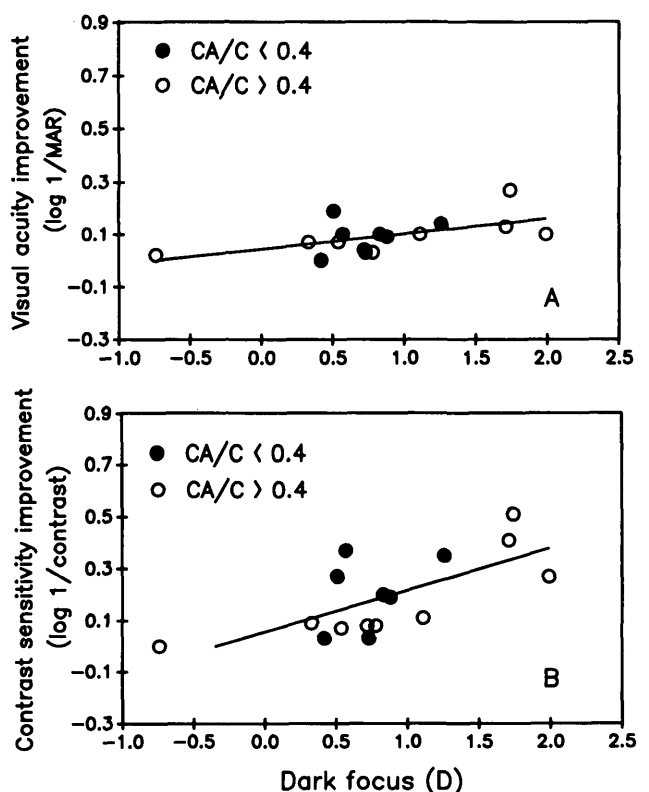 Visual acuity improvement
(log 1/MAR)
0.9
0.7
0.5
0.3
0.1
−0.1
−0.3
CA/C < 0.4
CA/C > 0.4
A
−1.0 −0.5 0.0 0.5 1.0 1.5 2.0 2.5
Contrast sensitivity improvement
(log 1/contrast)
0.9
0.7
0.5
0.3
0.1
−0.1
−0.3
CA/C < 0.4
CA/C > 0.4
B
−1.0 −0.5 0.0 0.5 1.0 1.5 2.0 2.5
Dark focus (D)